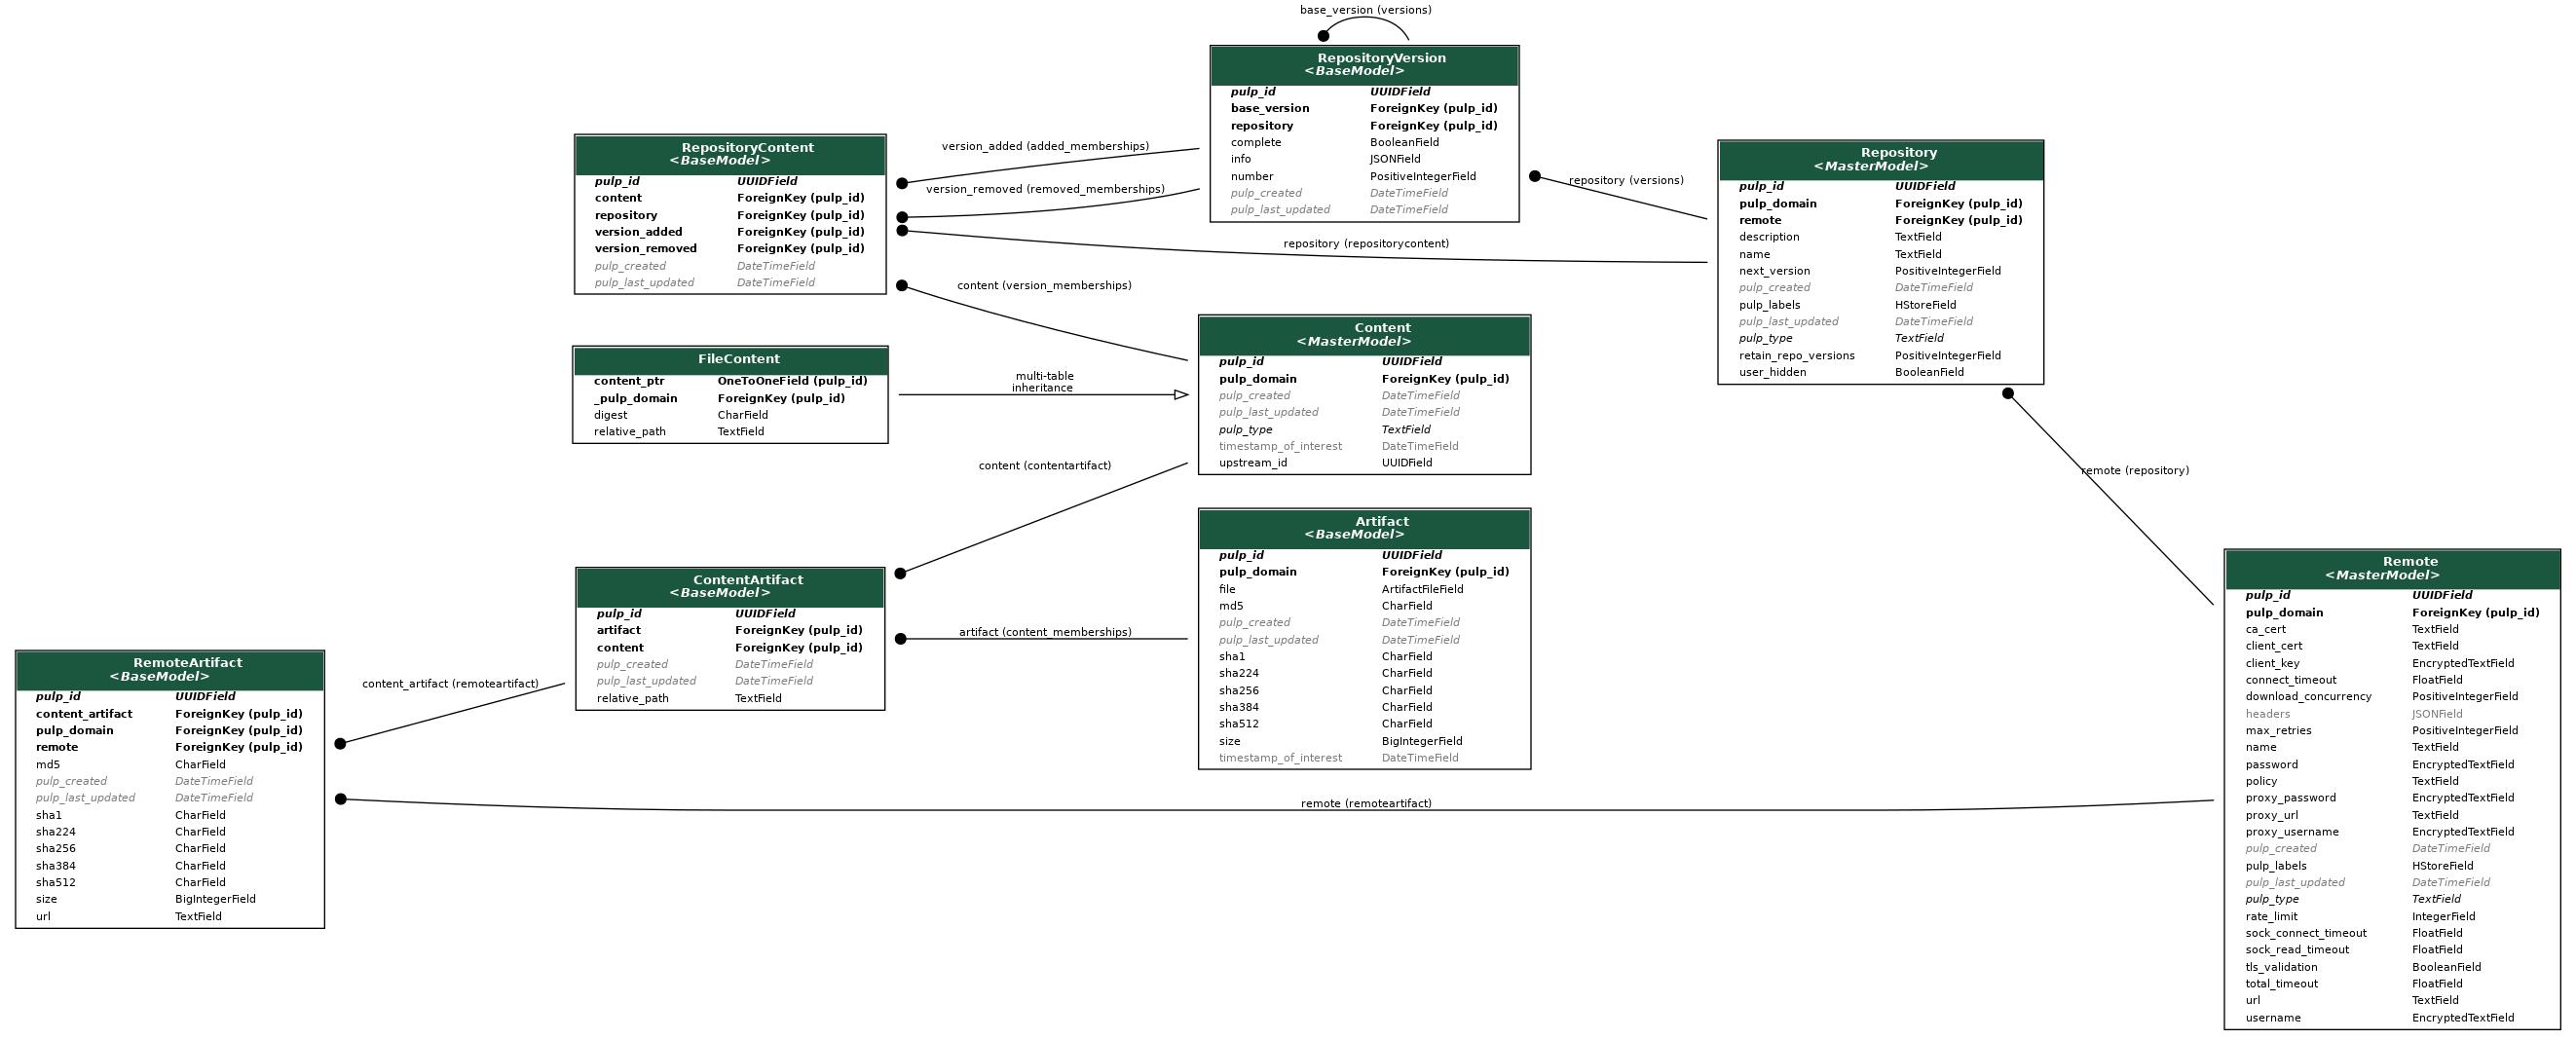 base_version (versions)
RepositoryVersion
<BaseModel>
pulp_id UUIDField
base_version ForeignKey (pulp_id)
repository ForeignKey (pulp_id)
complete BooleanField
info JSONField
number PositiveIntegerField
pulp_created DateTimeField
pulp_last_updated DateTimeField
RepositoryContent
<BaseModel>
pulp_id UUIDField
content ForeignKey (pulp_id)
repository ForeignKey (pulp_id)
version_added ForeignKey (pulp_id)
version_removed ForeignKey (pulp_id)
pulp_created DateTimeField
pulp_last_updated DateTimeField
version_added (added_memberships)
version_removed (removed_memberships)
repository (versions)
repository (repositorycontent)
content (version_memberships)
Repository
<MasterModel>
pulp_id UUIDField
pulp_domain ForeignKey (pulp_id)
remote ForeignKey (pulp_id)
description TextField
name TextField
next_version PositiveIntegerField
pulp_created DateTimeField
pulp_labels HStoreField
pulp_last_updated DateTimeField
pulp_type TextField
retain_repo_versions PositiveIntegerField
user_hidden BooleanField
FileContent
content_ptr OneToOneField (pulp_id)
_pulp_domain ForeignKey (pulp_id)
digest CharField
relative_path TextField
multi-table
inheritance
Content
<MasterModel>
pulp_id UUIDField
pulp_domain ForeignKey (pulp_id)
pulp_created DateTimeField
pulp_last_updated DateTimeField
pulp_type TextField
timestamp_of_interest DateTimeField
upstream_id UUIDField
content (contentartifact)
remote (repository)
Artifact
<BaseModel>
pulp_id UUIDField
pulp_domain ForeignKey (pulp_id)
file ArtifactFileField
md5 CharField
pulp_created DateTimeField
pulp_last_updated DateTimeField
sha1 CharField
sha224 CharField
sha256 CharField
sha384 CharField
sha512 CharField
size BigIntegerField
timestamp_of_interest DateTimeField
ContentArtifact
<BaseModel>
pulp_id UUIDField
artifact ForeignKey (pulp_id)
content ForeignKey (pulp_id)
pulp_created DateTimeField
pulp_last_updated DateTimeField
relative_path TextField
artifact (content_memberships)
content_artifact (remoteartifact)
RemoteArtifact
<BaseModel>
pulp_id UUIDField
content_artifact ForeignKey (pulp_id)
pulp_domain ForeignKey (pulp_id)
remote ForeignKey (pulp_id)
md5 CharField
pulp_created DateTimeField
pulp_last_updated DateTimeField
sha1 CharField
sha224 CharField
sha256 CharField
sha384 CharField
sha512 CharField
size BigIntegerField
url TextField
remote (remoteartifact)
Remote
<MasterModel>
pulp_id UUIDField
pulp_domain ForeignKey (pulp_id)
ca_cert TextField
client_cert TextField
client_key EncryptedTextField
connect_timeout FloatField
download_concurrency PositiveIntegerField
headers JSONField
max_retries PositiveIntegerField
name TextField
password EncryptedTextField
policy TextField
proxy_password EncryptedTextField
proxy_url TextField
proxy_username EncryptedTextField
pulp_created DateTimeField
pulp_labels HStoreField
pulp_last_updated DateTimeField
pulp_type TextField
rate_limit IntegerField
sock_connect_timeout FloatField
sock_read_timeout FloatField
tls_validation BooleanField
total_timeout FloatField
url TextField
username EncryptedTextField